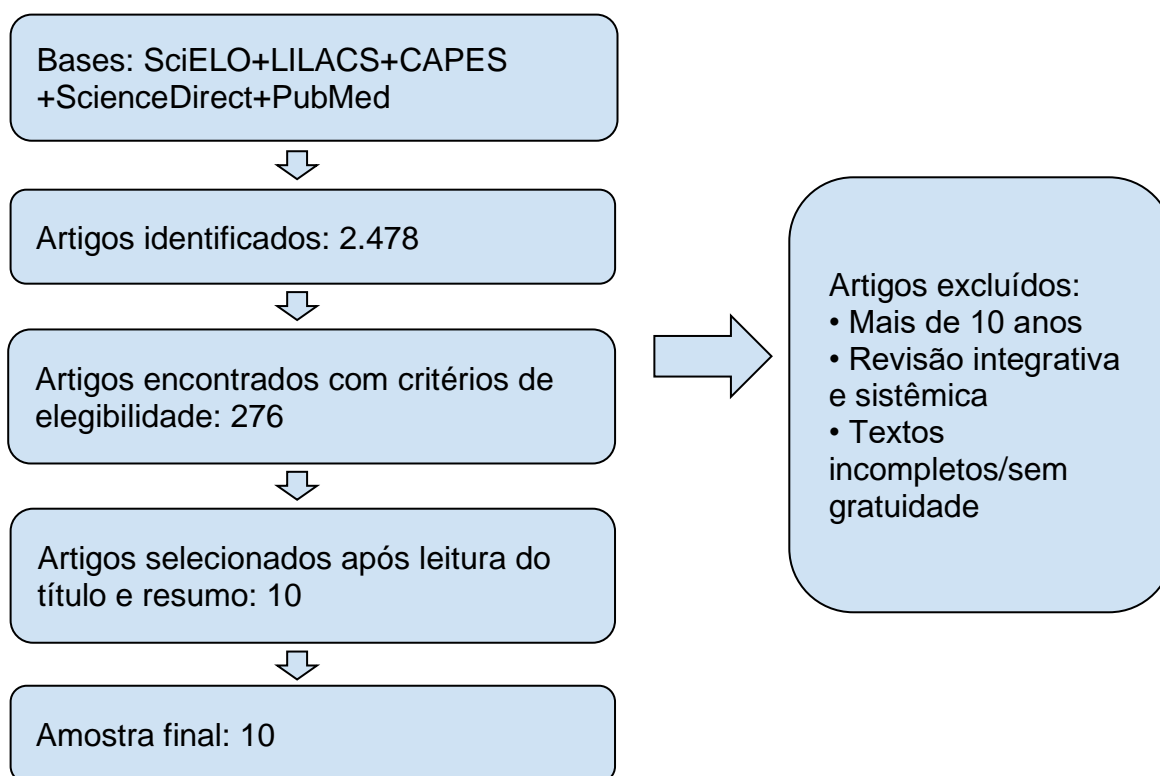 Bases: SciELO+LILACS+CAPES
+ScienceDirect+PubMed
Artigos identificados: 2.478
Artigos encontrados com critérios de
elegibilidade: 276
Artigos selecionados após leitura do
título e resumo: 10
Amostra final: 10
Artigos excluídos:
• Mais de 10 anos
• Revisão integrativa
e sistêmica
• Textos
incompletos/sem
gratuidade